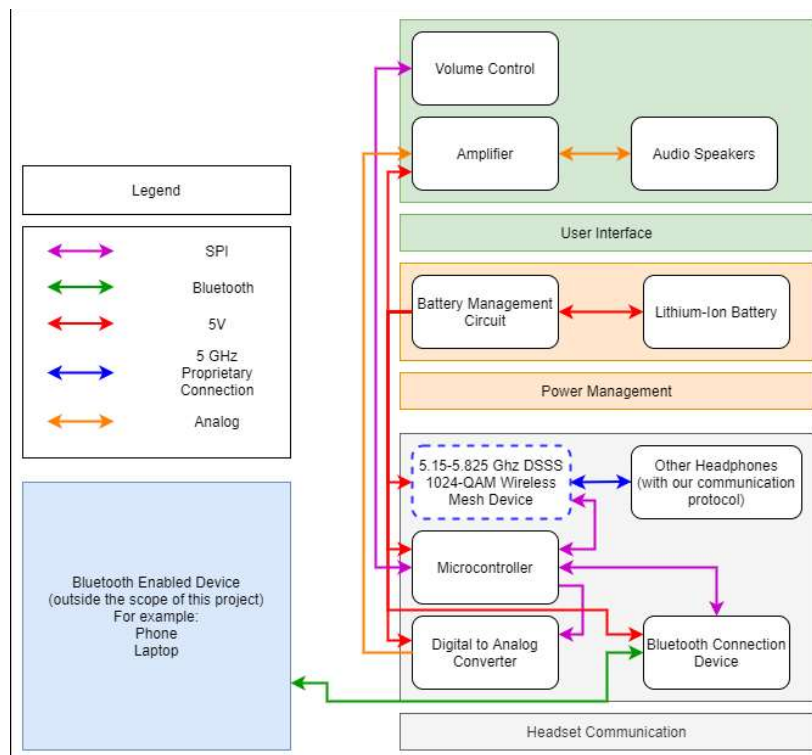 Volume Control
Amplifier
Audio Speakers
User Interface
Legend
SPI
Bluetooth
5V
5 GHz
Proprietary
Connection
Analog
Battery Management
Circuit
Lithium-Ion Battery
Power Management
5.15-5.825 Ghz DSSS
1024-QAM Wireless
Mesh Device
Other Headphones
(with our communication
protocol)
Microcontroller
Digital to Analog
Converter
Bluetooth Connection
Device
Headset Communication
Bluetooth Enabled Device
(outside the scope of this project)
For example:
Phone
Laptop